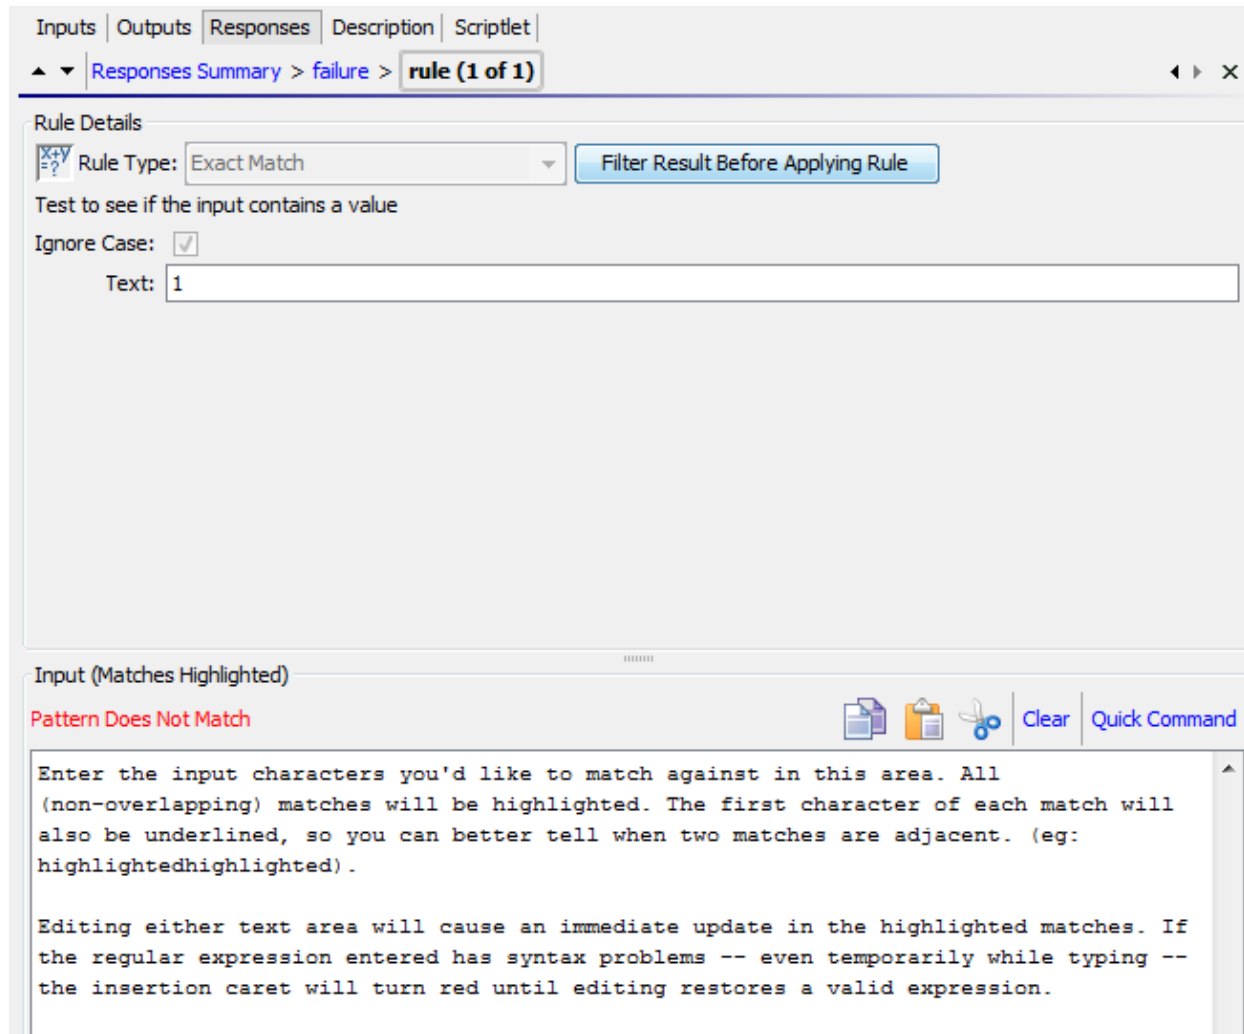 Inputs Outputs Responses Description Scriptlet
Responses Summary > failure > rule (1 of 1)
Rule Details
X+Y =? Rule Type: Exact Match Filter Result Before Applying Rule
Test to see if the input contains a value
Ignore Case:
Text: 1
Input (Matches Highlighted)
Pattern Does Not Match Clear Quick Command
Enter the input characters you'd like to match against in this area. All
(non-overlapping) matches will be highlighted. The first character of each match will
also be underlined, so you can better tell when two matches are adjacent. (eg:
highlightedhighlighted).
Editing either text area will cause an immediate update in the highlighted matches. If
the regular expression entered has syntax problems -- even temporarily while typing --
the insertion caret will turn red until editing restores a valid expression.